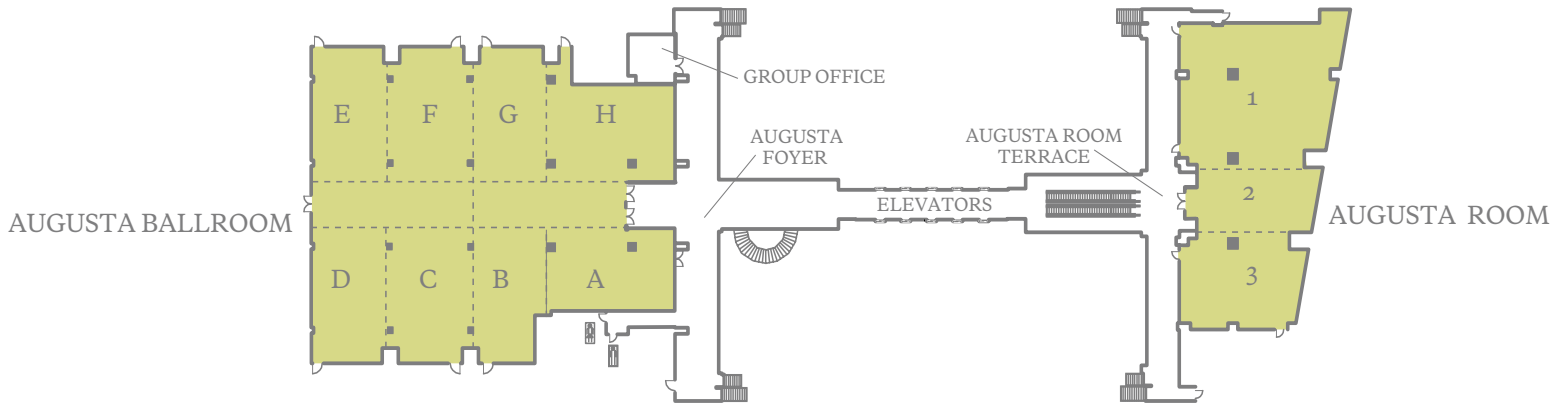 GROUP OFFICE
E
F
G
H
1
AUGUSTA
FOYER
AUGUSTA ROOM
TERRACE
2
AUGUSTA BALLROOM
ELEVATORS
AUGUSTA ROOM
D
C
B
A
3